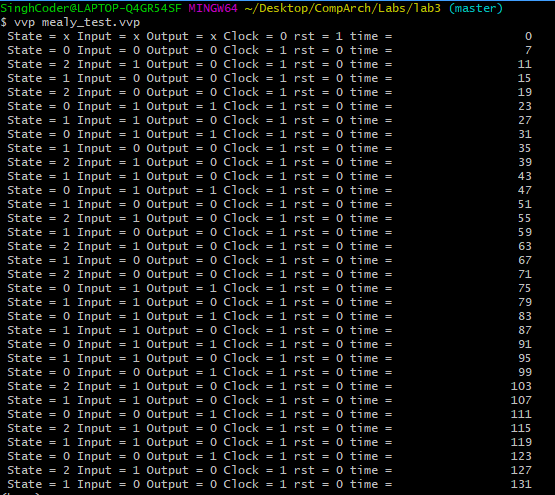 SinghCoder@LAPTOP-Q4GR54SF MINGW64 ~/Desktop/CompArch/Labs/lab3 (master)
$ vvp mealy_test.vvp
State = x Input = x Output = x Clock = 0 rst = 1 time = 0
State = 0 Input = 0 Output = 0 Clock = 1 rst = 0 time = 7
State = 2 Input = 1 Output = 0 Clock = 1 rst = 0 time = 11
State = 1 Input = 0 Output = 0 Clock = 1 rst = 0 time = 15
State = 2 Input = 0 Output = 0 Clock = 1 rst = 0 time = 19
State = 0 Input = 0 Output = 1 Clock = 1 rst = 0 time = 23
State = 1 Input = 1 Output = 0 Clock = 1 rst = 0 time = 27
State = 0 Input = 1 Output = 1 Clock = 1 rst = 0 time = 31
State = 1 Input = 0 Output = 0 Clock = 1 rst = 0 time = 35
State = 2 Input = 1 Output = 0 Clock = 1 rst = 0 time = 39
State = 1 Input = 1 Output = 0 Clock = 1 rst = 0 time = 43
State = 0 Input = 0 Output = 1 Clock = 1 rst = 0 time = 47
State = 1 Input = 0 Output = 0 Clock = 1 rst = 0 time = 51
State = 2 Input = 1 Output = 0 Clock = 1 rst = 0 time = 55
State = 1 Input = 0 Output = 0 Clock = 1 rst = 0 time = 59
State = 2 Input = 1 Output = 0 Clock = 1 rst = 0 time = 63
State = 1 Input = 0 Output = 0 Clock = 1 rst = 0 time = 67
State = 2 Input = 0 Output = 0 Clock = 1 rst = 0 time = 71
State = 0 Input = 0 Output = 1 Clock = 1 rst = 0 time = 75
State = 1 Input = 1 Output = 0 Clock = 1 rst = 0 time = 79
State = 0 Input = 0 Output = 1 Clock = 1 rst = 0 time = 83
State = 1 Input = 1 Output = 0 Clock = 1 rst = 0 time = 87
State = 0 Input = 1 Output = 1 Clock = 1 rst = 0 time = 91
State = 1 Input = 1 Output = 0 Clock = 1 rst = 0 time = 95
State = 0 Input = 0 Output = 1 Clock = 1 rst = 0 time = 99
State = 2 Input = 1 Output = 0 Clock = 1 rst = 0 time = 103
State = 1 Input = 1 Output = 0 Clock = 1 rst = 0 time = 107
State = 0 Input = 0 Output = 1 Clock = 1 rst = 0 time = 111
State = 2 Input = 1 Output = 0 Clock = 1 rst = 0 time = 115
State = 1 Input = 1 Output = 0 Clock = 1 rst = 0 time = 119
State = 0 Input = 0 Output = 1 Clock = 1 rst = 0 time = 123
State = 2 Input = 1 Output = 0 Clock = 1 rst = 0 time = 127
State = 1 Input = 0 Output = 0 Clock = 1 rst = 0 time = 131